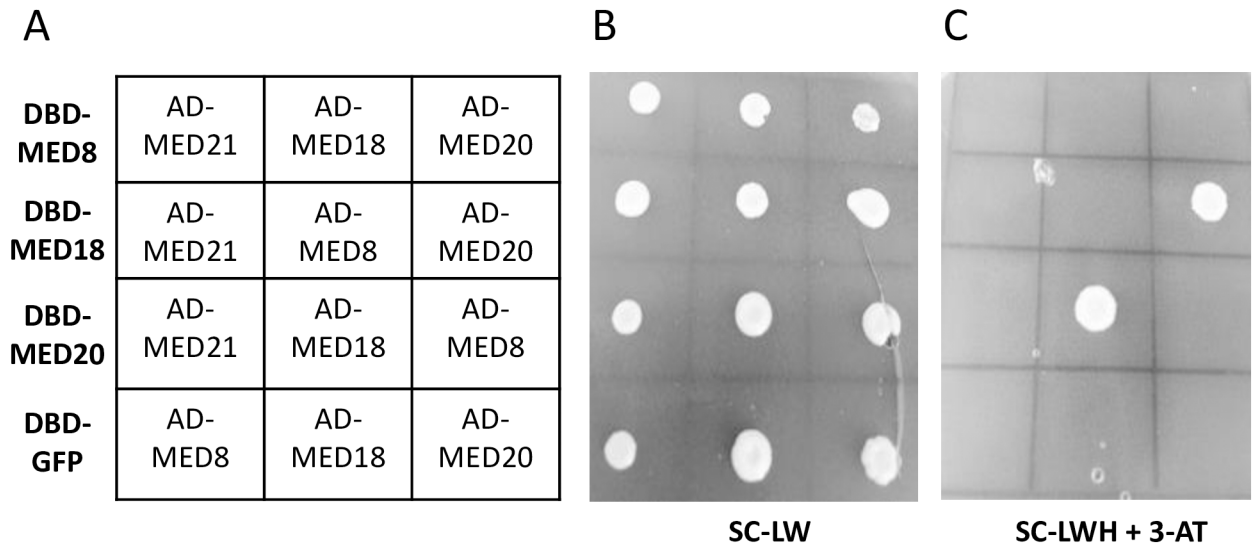 A
B
C
DBD-
MED8
AD-
MED21
AD-
MED18
AD-
MED20
DBD-
MED18
AD-
MED21
AD-
MED8
AD-
MED20
DBD-
MED20
AD-
MED21
AD-
MED18
AD-
MED8
DBD-
GFP
AD-
MED8
AD-
MED18
AD-
MED20
SC-LW
SC-LWH + 3-AT